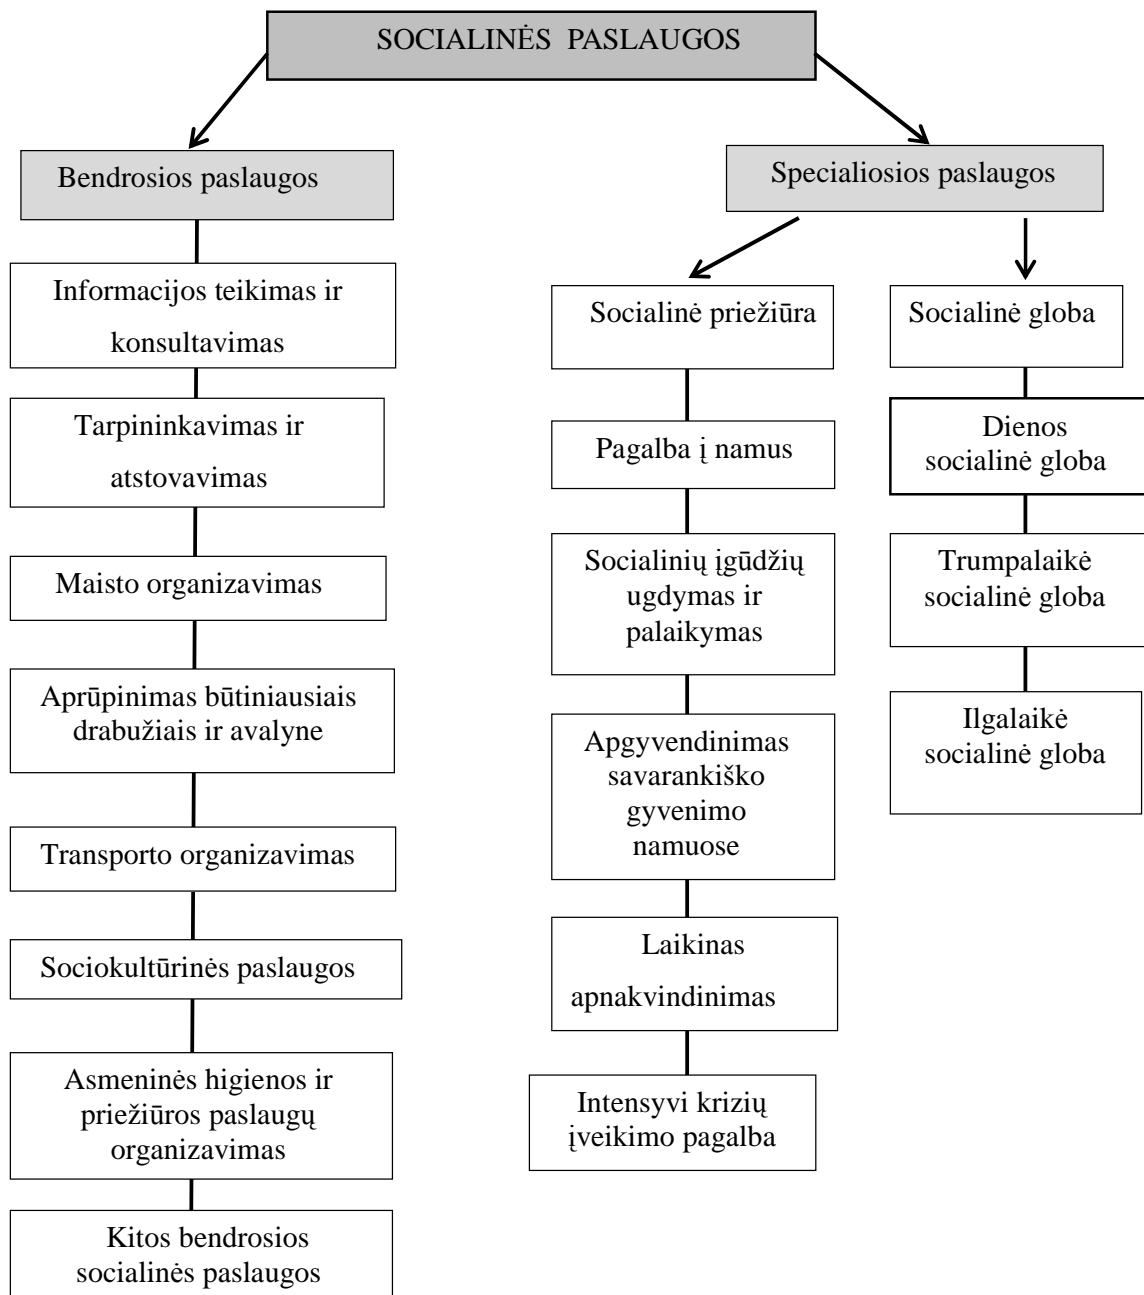 SOCIALINĖS PASLAUGOS
Bendrosios paslaugos
Informacijos teikimas ir
konsultavimas
Tarpininkavimas ir
atstovavimas
Maisto organizavimas
Aprūpinimas būtiniausiais
drabužiais ir avalyne
Transporto organizavimas
Sociokultūrinės paslaugos
Asmeninės higienos ir
priežiūros paslaugų
organizavimas
Kitos bendrosios
socialinės paslaugos
Specialiosios paslaugos
Socialinė priežiūra
Pagalba į namus
Socialinių įgūdžių
ugdymas ir
palaikymas
Apgyvendinimas
savarankiško
gyvenimo
namuose
Laikinas
apnakvindinimas
Intensyvi krizių
įveikimo pagalba
Socialinė globa
Dienos
socialinė globa
Trumpalaikė
socialinė globa
Ilgalaikė
socialinė globa